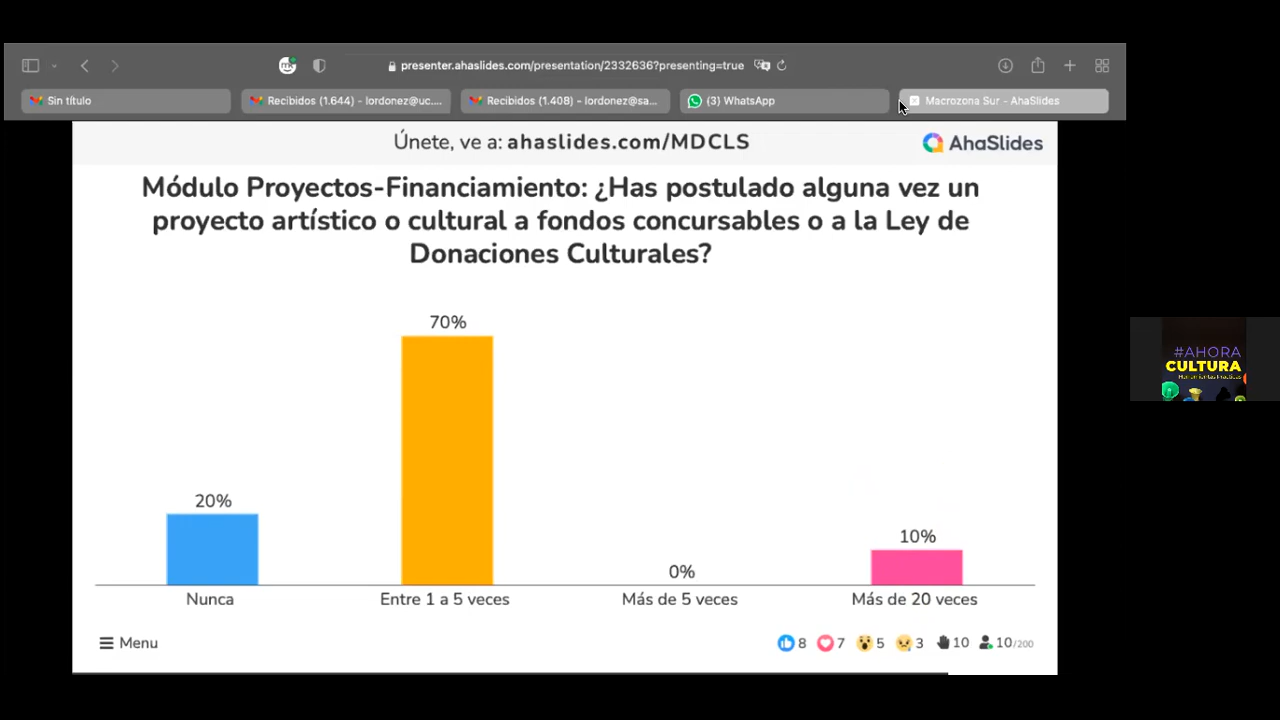 presenter.ahaslides.com/presentation/2332636?presenting=true
Sin título
Recibidos (1.644) - lordonez@uc....
Recibidos (1.408) - lordonez@sa...
(3) WhatsApp
Macrozona Sur - AhaSlides
Únete, ve a: ahaslides.com/MDCLS
AhaSlides
Módulo Proyectos-Financiamiento: ¿Has postulado alguna vez un
proyecto artístico o cultural a fondos concursables o a la Ley de
Donaciones Culturales?
70%
20%
10%
0%
Nunca
Entre 1 a 5 veces
Más de 5 veces
Más de 20 veces
#AHORA
CULTURA
Herramientas Prácticas
Menu
8
7
5
3
10
10/200